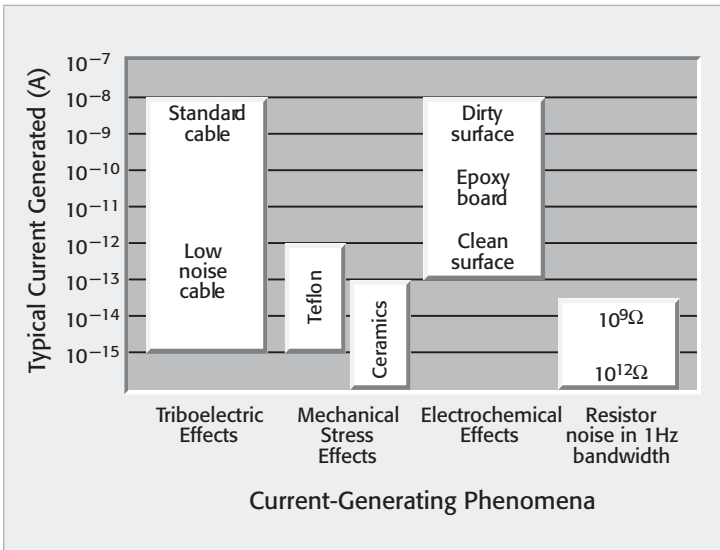 Typical Current Generated (A)
10⁻⁷
10⁻⁸
10⁻⁹
10⁻¹⁰
10⁻¹¹
10⁻¹²
10⁻¹³
10⁻¹⁴
10⁻¹⁵
Standard
cable
Low
noise
cable
Teflon
Ceramics
Dirty
surface
Epoxy
board
Clean
surface
10⁹Ω
10¹²Ω
Triboelectric
Effects
Mechanical
Stress
Effects
Electrochemical
Effects
Resistor
noise in 1Hz
bandwidth
Current-Generating Phenomena